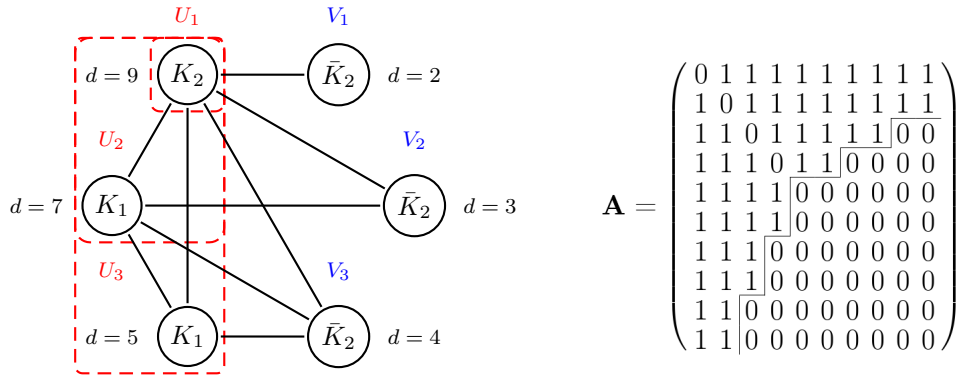 U₁ V₁
d = 9 K₂ K̄₂ d = 2
U₂ V₂
d = 7 K₁ K̄₂ d = 3
U₃ V₃
d = 5 K₁ K̄₂ d = 4
A =
0 1 1 1 1 1 1 1 1 1
1 0 1 1 1 1 1 1 1 1
1 1 0 1 1 1 1 1 0 0
1 1 1 0 1 1 0 0 0 0
1 1 1 1 0 0 0 0 0 0
1 1 1 1 0 0 0 0 0 0
1 1 1 0 0 0 0 0 0 0
1 1 1 0 0 0 0 0 0 0
1 1 0 0 0 0 0 0 0 0
1 1 0 0 0 0 0 0 0 0